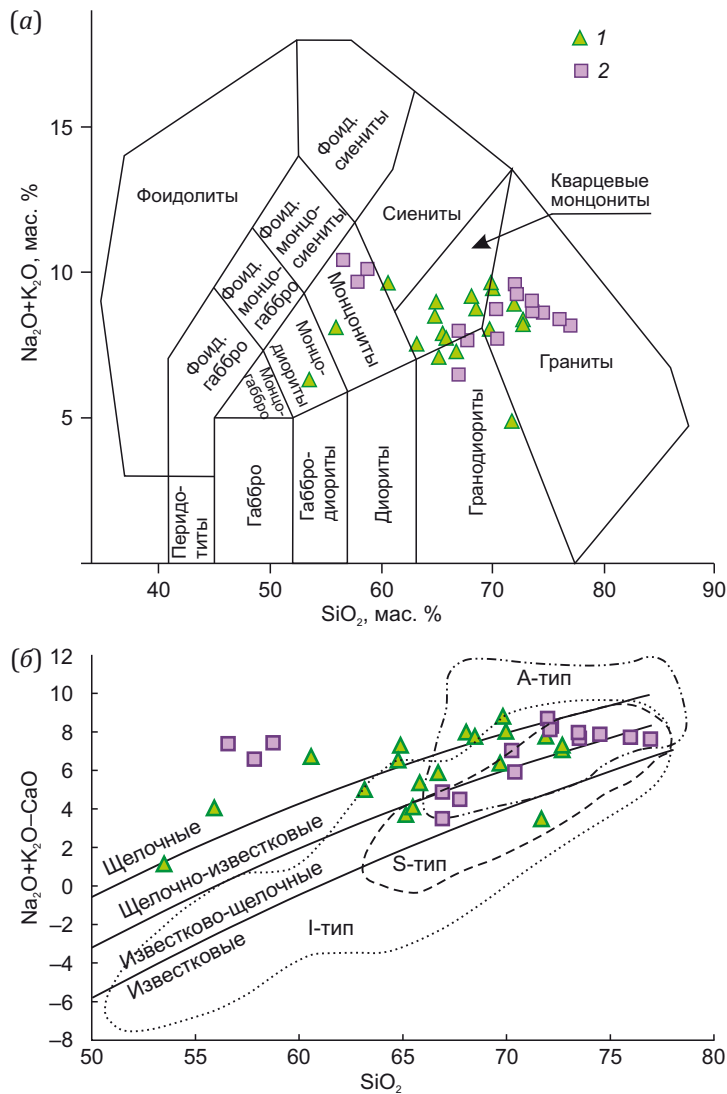 (а)
1
2
15
10
5
Na₂O+K₂O, мас. %
Фоидолиты
Фоид.
сиениты
Кварцевые
монцониты
Сиениты
Фоид.
монцо-
сиениты
Фоид.
монцо-
габбро
Фоид.
габбро
Монцониты
Монцо-
диориты
Монцо-
габбро
Граниты
Перидо-
титы
Габбро
Габбро-
диориты
Диориты
Гранодиориты
40 50 60 70 80 90
SiO₂, мас. %
(б)
12
10
8
6
4
2
0
–2
–4
–6
–8
Na₂O+K₂O–CaO
А-тип
Щелочные
Щелочно-известковые
Известково-щелочные
Известковые
S-тип
I-тип
50 55 60 65 70 75 80
SiO₂